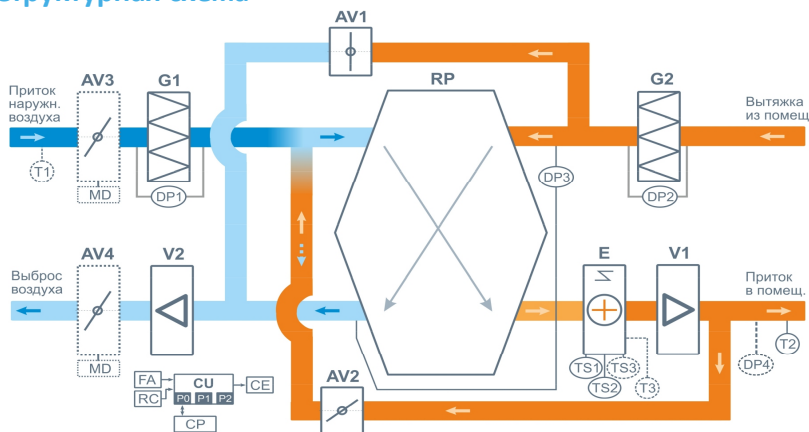 Структурная схема
AV1
AV3
G1
RP
G2
Приток
наружн.
воздуха
Вытяжка
из помещ
T1
MD
DP1
DP3
DP2
AV4
V2
E
V1
Выброс
воздуха
Приток
в помещ.
MD
TS1
TS3
TS2
T3
DP4
T2
FA
RC
CU
P0 P1 P2
CE
CP
AV2